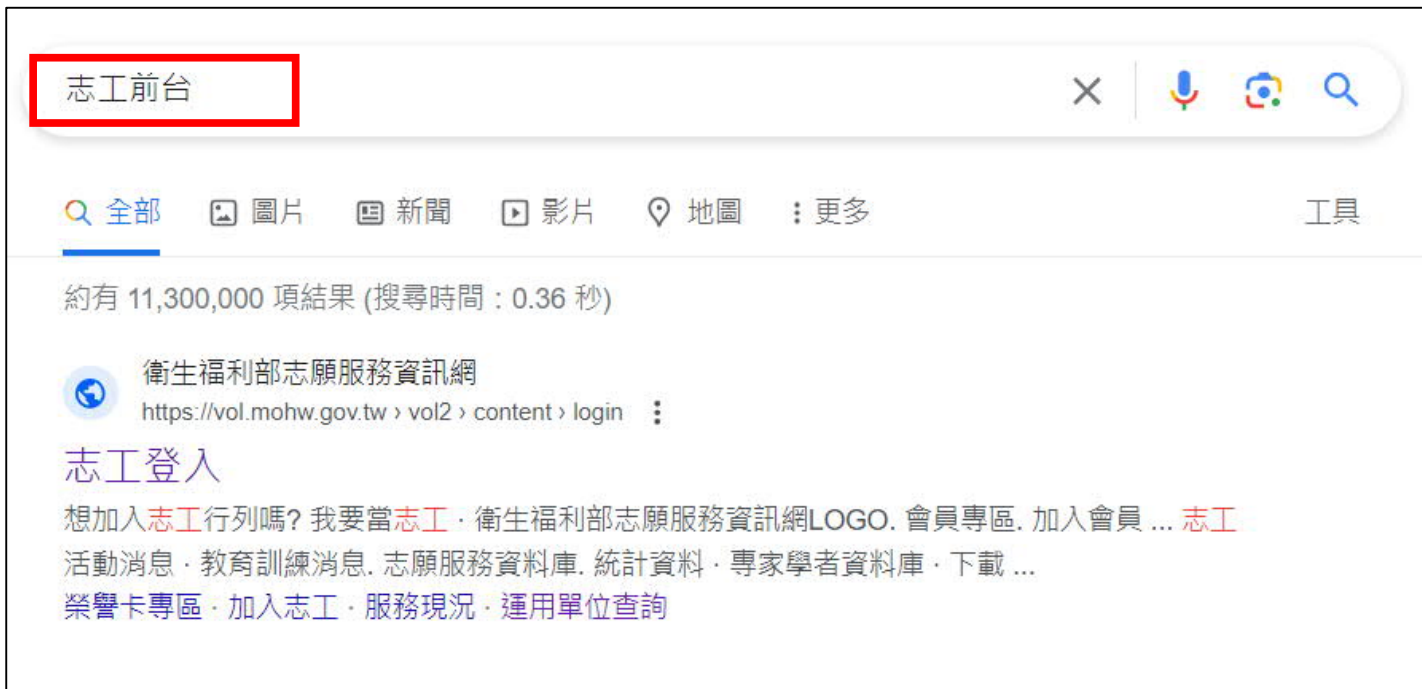 志工前台
全部 圖片 新聞 影片 地圖 更多 工具
約有 11,300,000 項結果 (搜尋時間：0.36 秒)
衛生福利部志願服務資訊網
https://vol.mohw.gov.tw › vol2 › content › login
志工登入
想加入志工行列嗎? 我要當志工 · 衛生福利部志願服務資訊網LOGO. 會員專區. 加入會員 ... 志工
活動消息 · 教育訓練消息. 志願服務資料庫. 統計資料 · 專家學者資料庫 · 下載 ...
榮譽卡專區 · 加入志工 · 服務現況 · 運用單位查詢